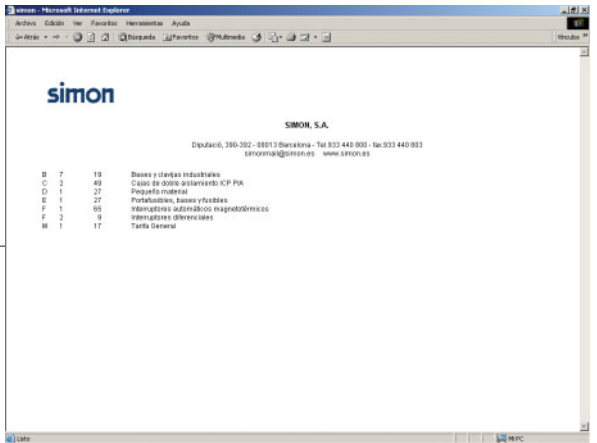 simon - Microsoft Internet Explorer
Archivo Edición Ver Favoritos Herramientas Ayuda
Atrás Búsqueda Favoritos Multimedia Vínculos
simon
SIMON, S.A.
Diputació, 390-392 - 08013 Barcelona - Tel.933 440 800 - fax.933 440 803
simonmail@simon.es www.simon.es
B 7 19 Bases y clavijas industriales
C 2 49 Cajas de doble aislamiento ICP PIA
D 1 27 Pequeño material
E 1 27 Portafusibles, bases y fusibles
F 1 65 Interruptores automáticos magnetotérmicos
F 2 9 Interruptores diferenciales
M 1 17 Tarifa General
Listo MI PC